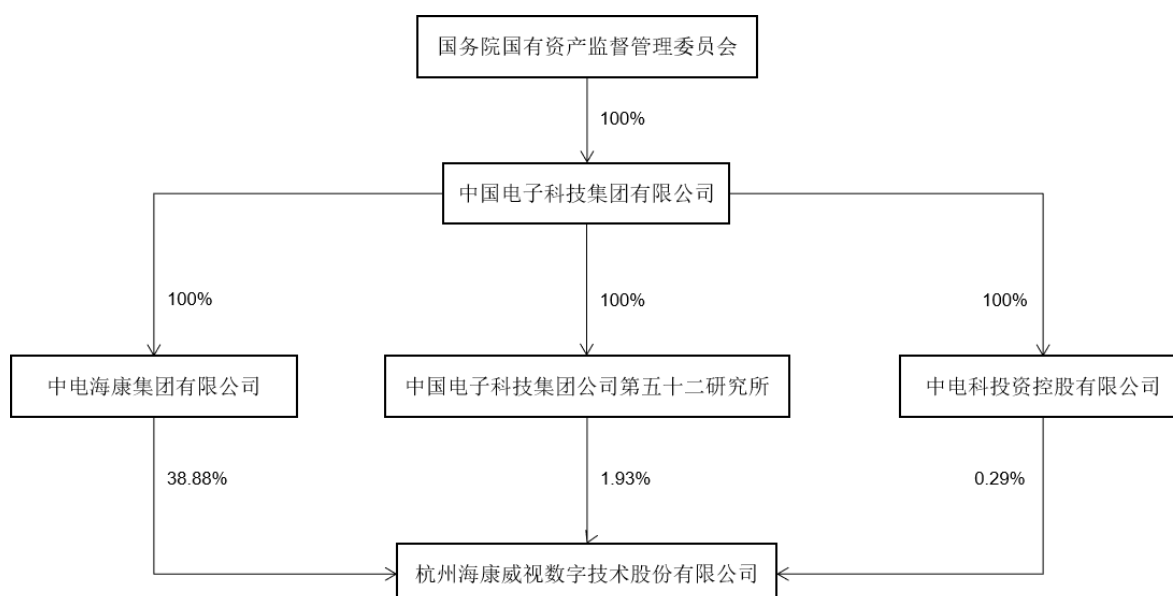 国务院国有资产监督管理委员会
100%
中国电子科技集团有限公司
100%
100%
100%
中电海康集团有限公司
中国电子科技集团公司第五十二研究所
中电科投资控股有限公司
38.88%
1.93%
0.29%
杭州海康威视数字技术股份有限公司